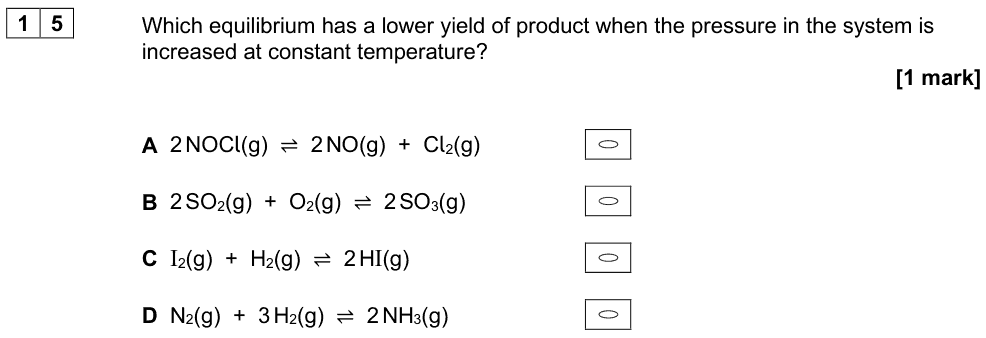 1 5 Which equilibrium has a lower yield of product when the pressure in the system is
increased at constant temperature?
[1 mark]
A 2NOCl(g) ⇌ 2NO(g) + Cl₂(g)
B 2SO₂(g) + O₂(g) ⇌ 2SO₃(g)
C I₂(g) + H₂(g) ⇌ 2HI(g)
D N₂(g) + 3H₂(g) ⇌ 2NH₃(g)